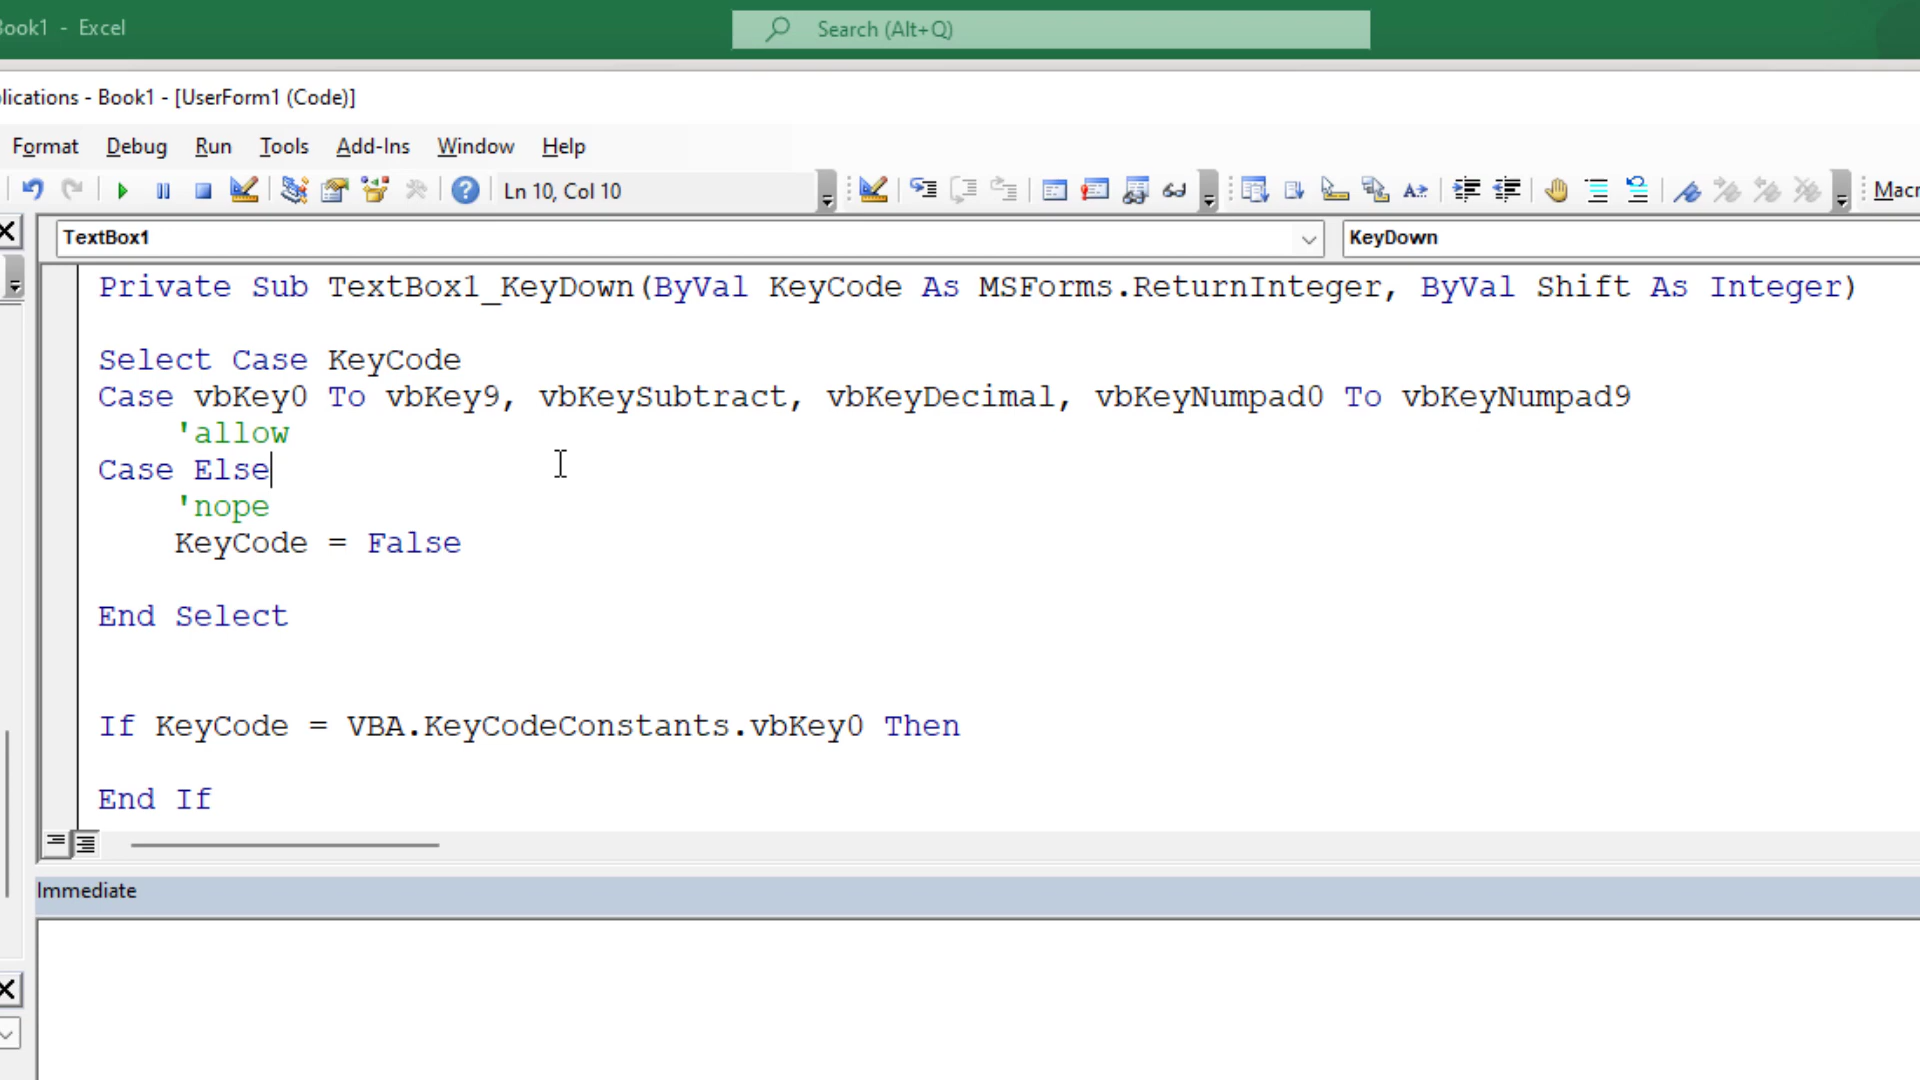 Book1 - Excel
Search (Alt+Q)
lications - Book1 - [UserForm1 (Code)]
Format Debug Run Tools Add-Ins Window Help
Ln 10, Col 10
Macr
TextBox1
KeyDown
Private Sub TextBox1_KeyDown(ByVal KeyCode As MSForms.ReturnInteger, ByVal Shift As Integer)
Select Case KeyCode
Case vbKey0 To vbKey9, vbKeySubtract, vbKeyDecimal, vbKeyNumpad0 To vbKeyNumpad9
'allow
Case Else
'nope
KeyCode = False
End Select
If KeyCode = VBA.KeyCodeConstants.vbKey0 Then
End If
Immediate